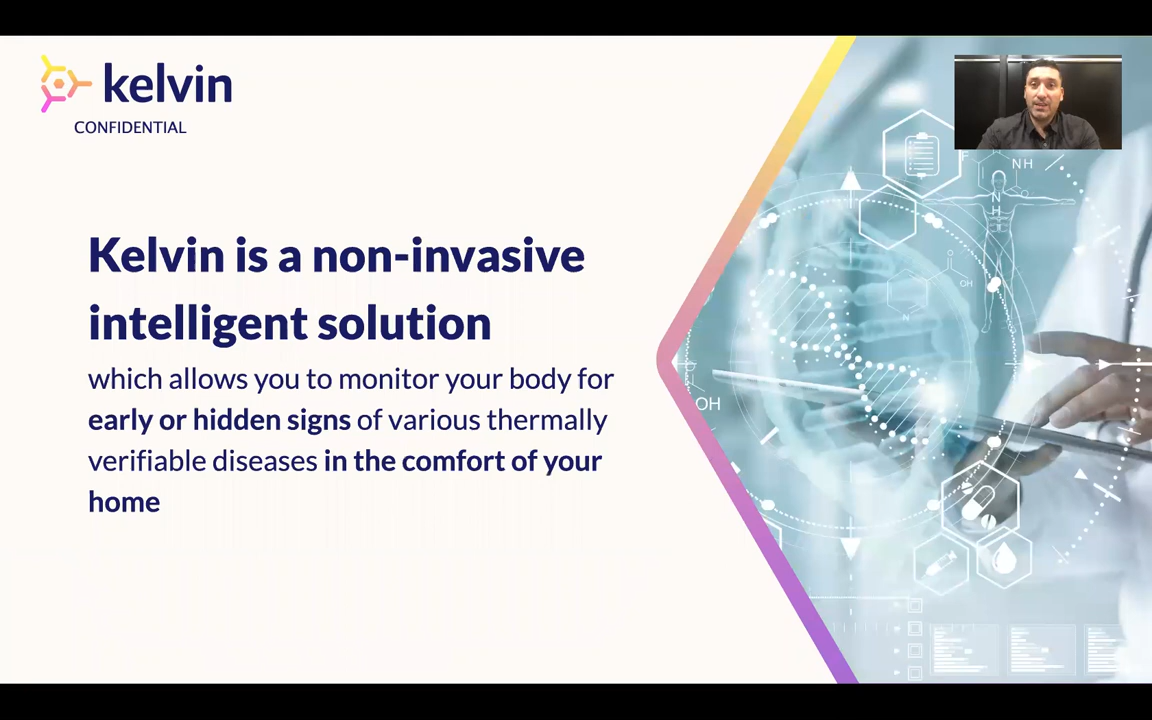 kelvin
CONFIDENTIAL
Kelvin is a non-invasive
intelligent solution
which allows you to monitor your body for
early or hidden signs of various thermally
verifiable diseases in the comfort of your
home
F
NH
N
H
OH
N
OH